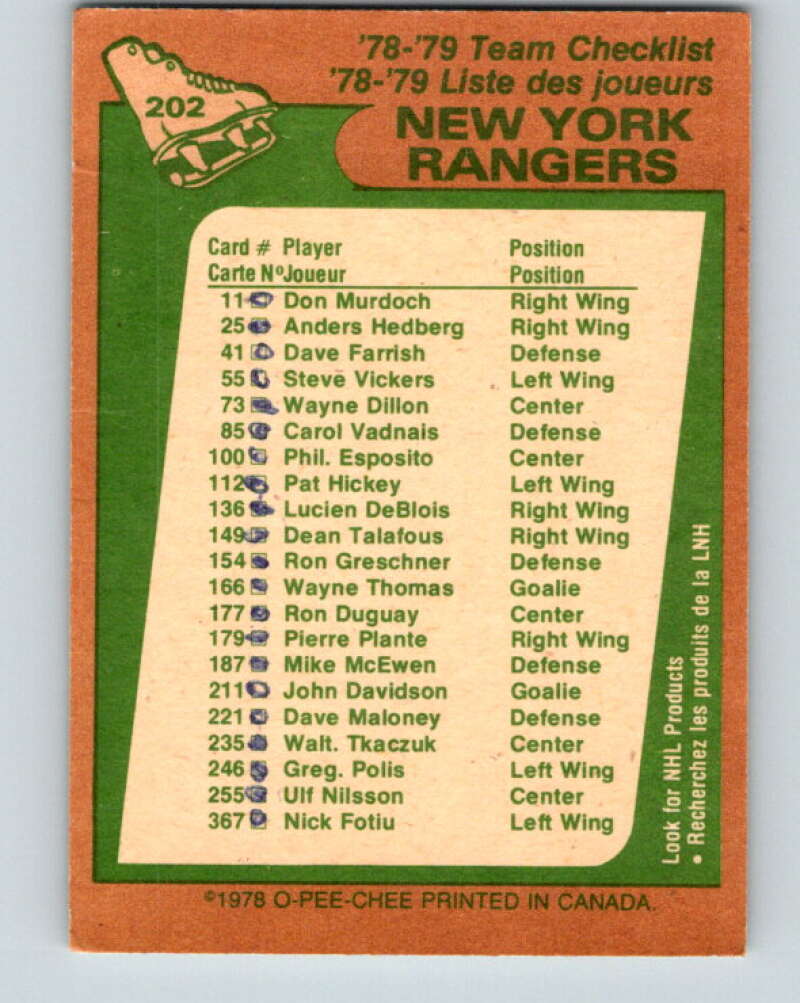 202
'78-'79 Team Checklist
'78-'79 Liste des joueurs
NEW YORK
RANGERS
Card # Player Position
Carte Nº Joueur Position
11 Don Murdoch Right Wing
25 Anders Hedberg Right Wing
41 Dave Farrish Defense
55 Steve Vickers Left Wing
73 Wayne Dillon Center
85 Carol Vadnais Defense
100 Phil. Esposito Center
112 Pat Hickey Left Wing
136 Lucien DeBlois Right Wing
149 Dean Talafous Right Wing
154 Ron Greschner Defense
166 Wayne Thomas Goalie
177 Ron Duguay Center
179 Pierre Plante Right Wing
187 Mike McEwen Defense
211 John Davidson Goalie
221 Dave Maloney Defense
235 Walt. Tkaczuk Center
246 Greg. Polis Left Wing
255 Ulf Nilsson Center
367 Nick Fotiu Left Wing
Look for NHL Products
• Recherchez les produits de la LNH
©1978 O-PEE-CHEE PRINTED IN CANADA.